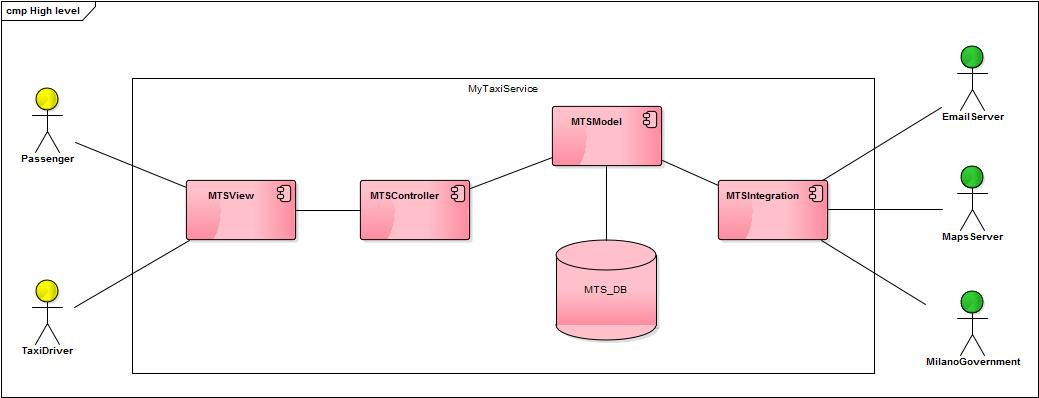 cmp High level
MyTaxiService
Passenger
TaxiDriver
MTSView
MTSController
MTSModel
MTS_DB
MTSIntegration
EmailServer
MapsServer
MilanoGovernment